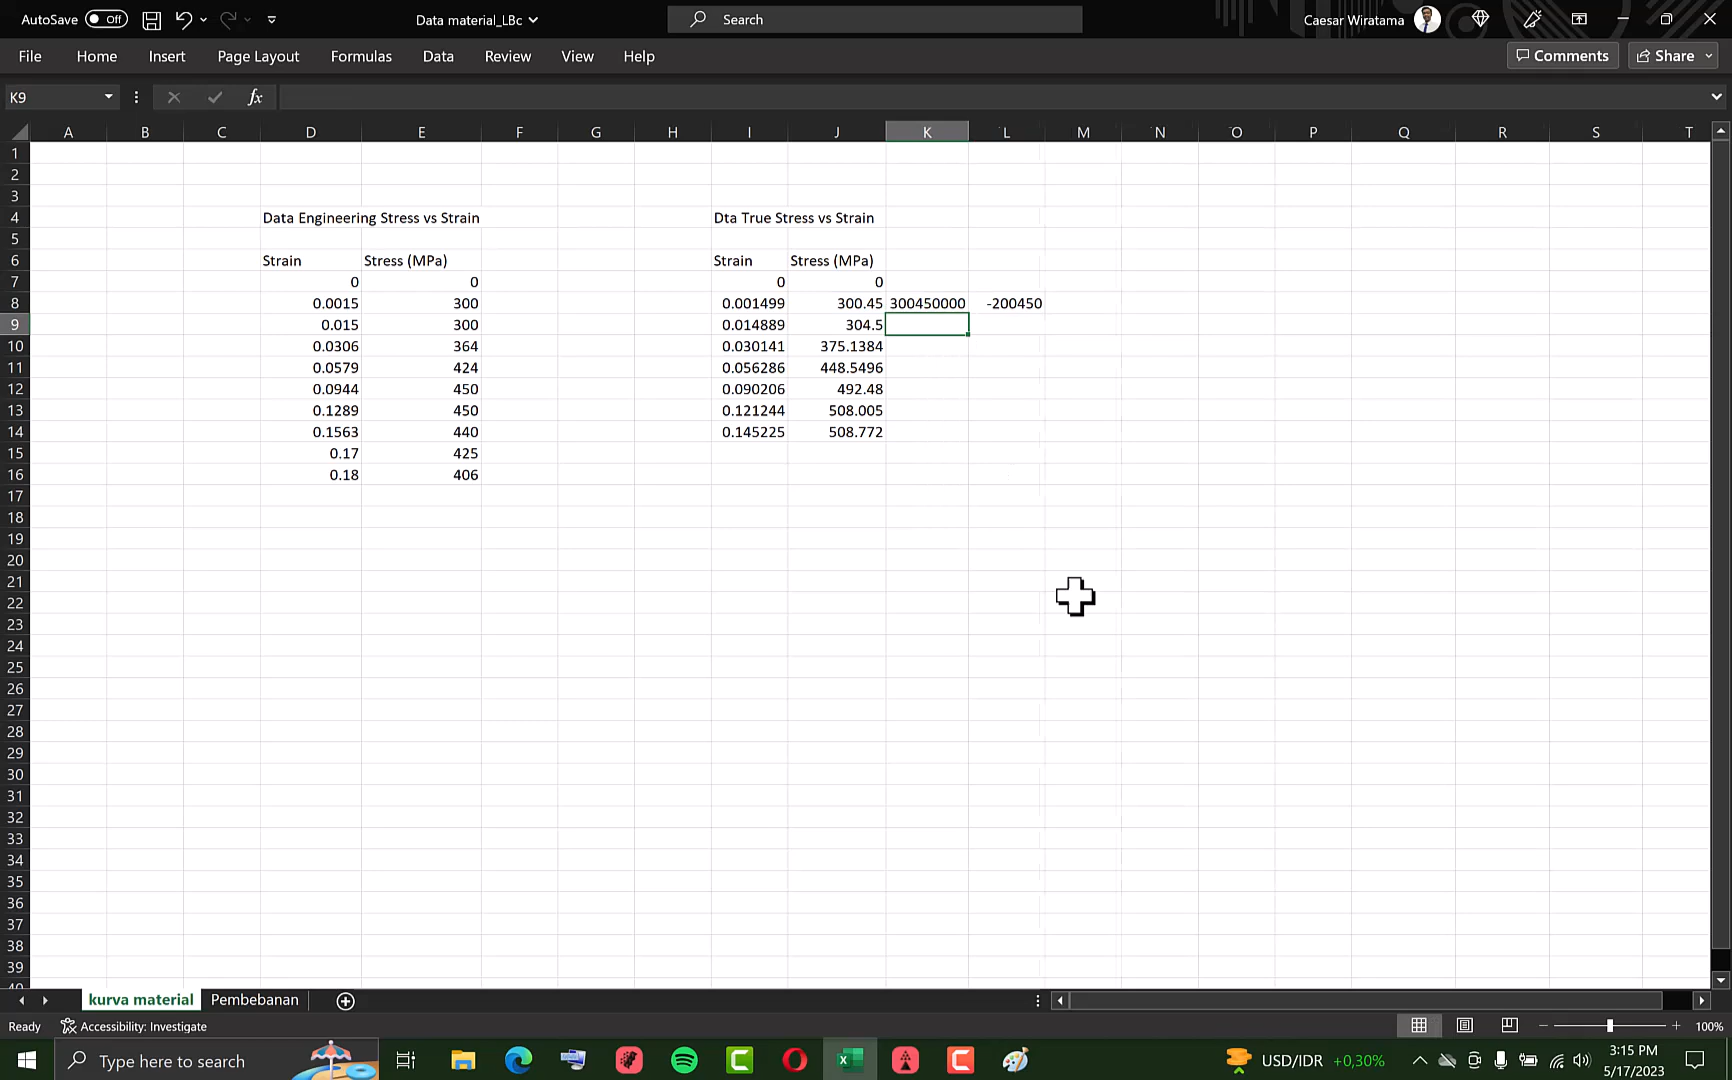 AutoSave Off Data material_LBc Search Caesar Wiratama
File Home Insert Page Layout Formulas Data Review View Help Comments Share
K9 fx
A B C D E F G H I J K L M N O P Q R S T
1
2
3
4 Data Engineering Stress vs Strain Dta True Stress vs Strain
5
6 Strain Stress (MPa) Strain Stress (MPa)
7 0 0 0 0
8 0.0015 300 0.001499 300.45 300450000 -200450
9 0.015 300 0.014889 304.5
10 0.0306 364 0.030141 375.1384
11 0.0579 424 0.056286 448.5496
12 0.0944 450 0.090206 492.48
13 0.1289 450 0.121244 508.005
14 0.1563 440 0.145225 508.772
15 0.17 425
16 0.18 406
17
18
19
20
21
22
23
24
25
26
27
28
29
30
31
32
33
34
35
36
37
38
39
40
kurva material Pembebanan
Ready Accessibility: Investigate 100%
Type here to search USD/IDR +0,30% 3:15 PM
5/17/2023